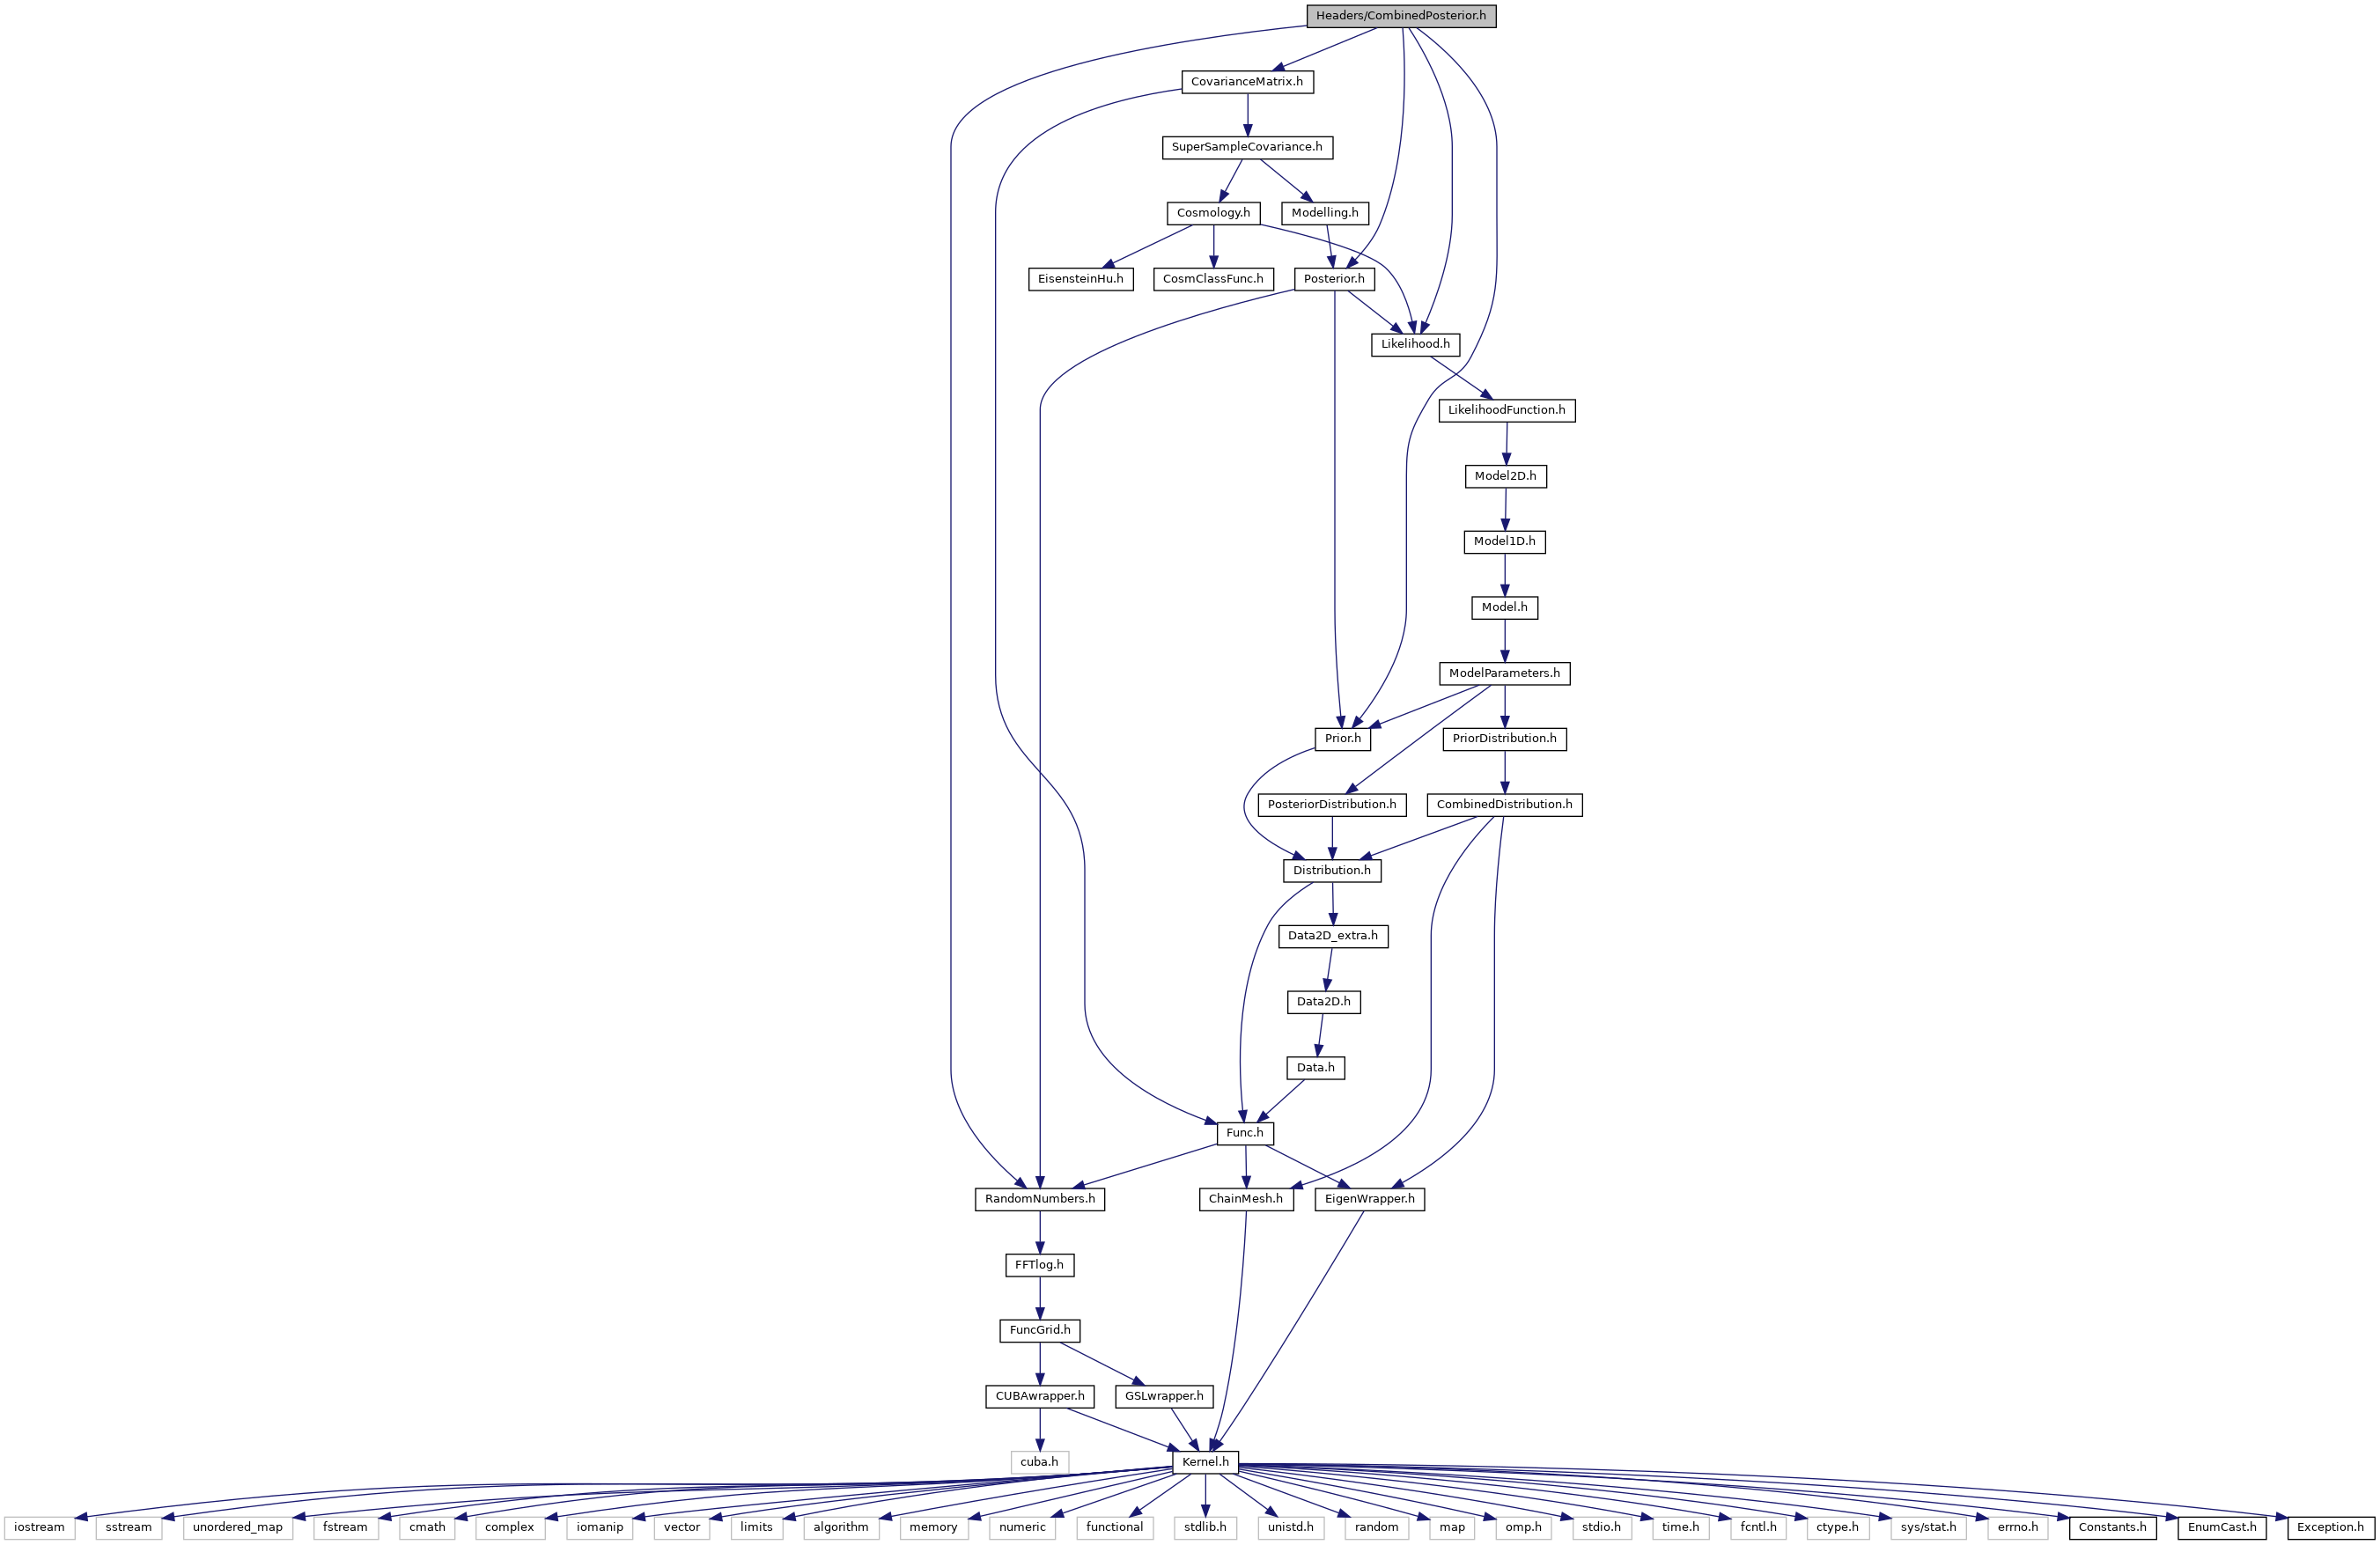 Headers/CombinedPosterior.h
CovarianceMatrix.h
SuperSampleCovariance.h
Cosmology.h
Modelling.h
EisensteinHu.h
CosmClassFunc.h
Posterior.h
Likelihood.h
LikelihoodFunction.h
Model2D.h
Model1D.h
Model.h
ModelParameters.h
Prior.h
PriorDistribution.h
PosteriorDistribution.h
CombinedDistribution.h
Distribution.h
Data2D_extra.h
Data2D.h
Data.h
Func.h
RandomNumbers.h
ChainMesh.h
EigenWrapper.h
FFTlog.h
FuncGrid.h
CUBAwrapper.h
GSLwrapper.h
cuba.h
Kernel.h
iostream
sstream
unordered_map
fstream
cmath
complex
iomanip
vector
limits
algorithm
memory
numeric
functional
stdlib.h
unistd.h
random
map
omp.h
stdio.h
time.h
fcntl.h
ctype.h
sys/stat.h
errno.h
Constants.h
EnumCast.h
Exception.h